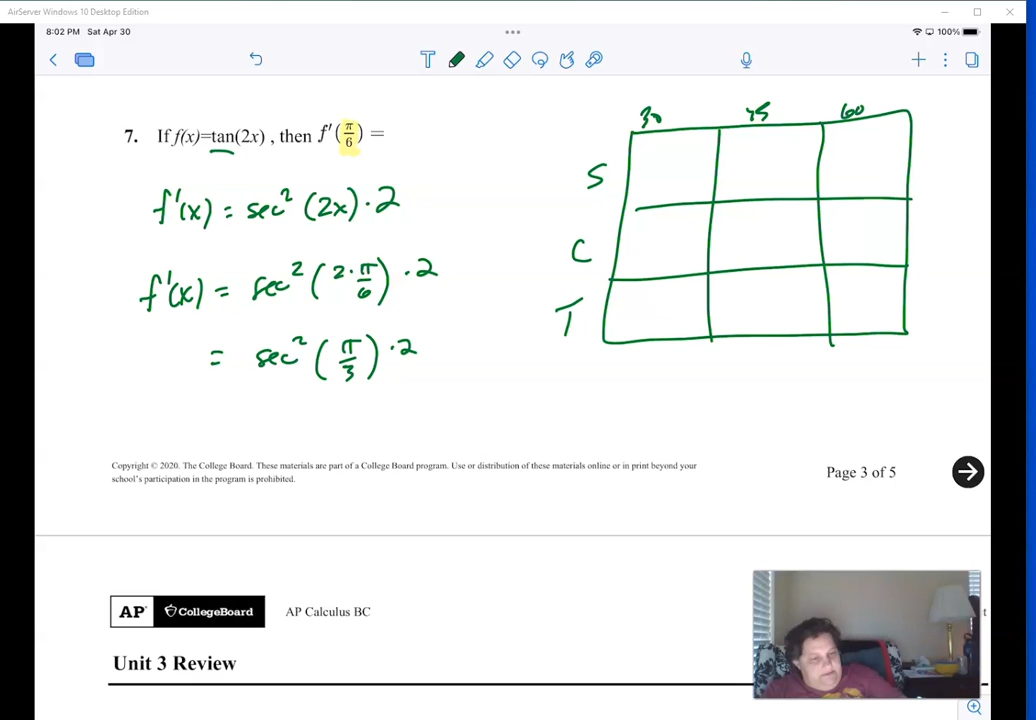 AirServer Windows 10 Desktop Edition
8:02 PM Sat Apr 30
100%
T
7. If f(x)=tan(2x) , then f'(π/6) =
f'(x) = sec² (2x) · 2
f'(x) = sec² (2 · π/6) · 2
= sec² (π/3) · 2
30 45 60
S
C
T
Copyright © 2020. The College Board. These materials are part of a College Board program. Use or distribution of these materials online or in print beyond your
school's participation in the program is prohibited.
Page 3 of 5
AP CollegeBoard AP Calculus BC
Unit 3 Review